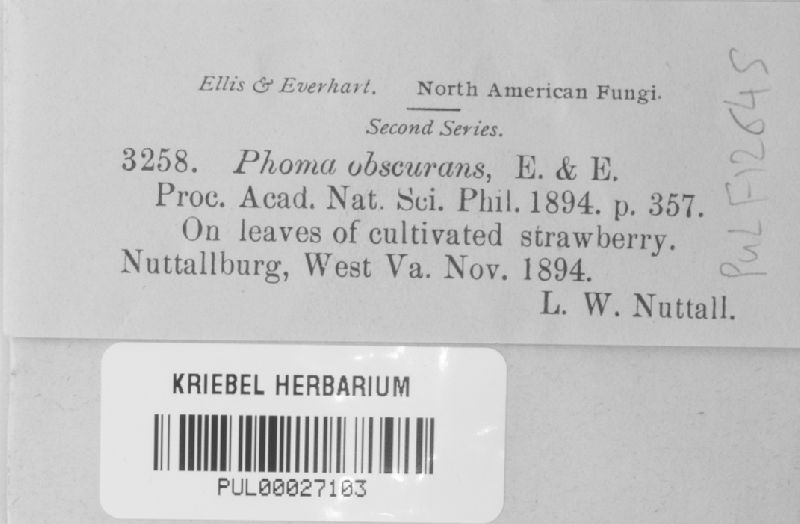 Ellis & Everhart. North American Fungi.
Second Series.
3258. Phoma obscurans, E. & E.
Proc. Acad. Nat. Sci. Phil. 1894. p. 357.
On leaves of cultivated strawberry.
Nuttallburg, West Va. Nov. 1894.
L. W. Nuttall.
PUL F12645
KRIEBEL HERBARIUM
PUL00027103